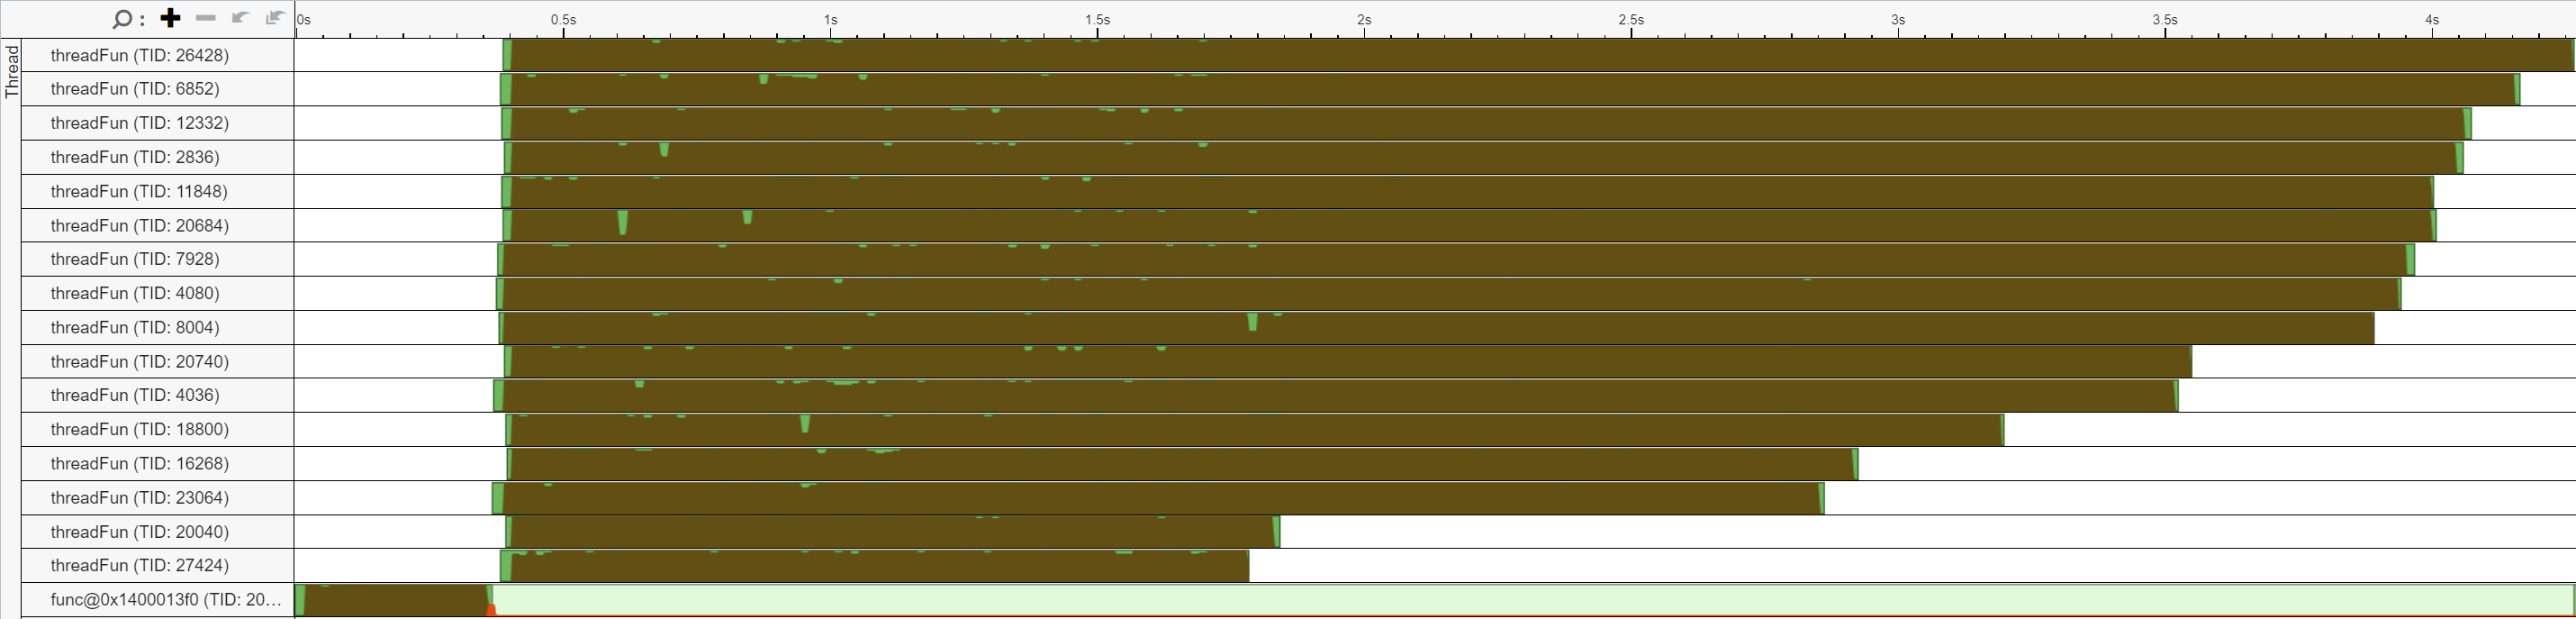 0s 0.5s 1s 1.5s 2s 2.5s 3s 3.5s 4s
Thread
threadFun (TID: 26428)
threadFun (TID: 6852)
threadFun (TID: 12332)
threadFun (TID: 2836)
threadFun (TID: 11848)
threadFun (TID: 20684)
threadFun (TID: 7928)
threadFun (TID: 4080)
threadFun (TID: 8004)
threadFun (TID: 20740)
threadFun (TID: 4036)
threadFun (TID: 18800)
threadFun (TID: 16268)
threadFun (TID: 23064)
threadFun (TID: 20040)
threadFun (TID: 27424)
func@0x1400013f0 (TID: 20...